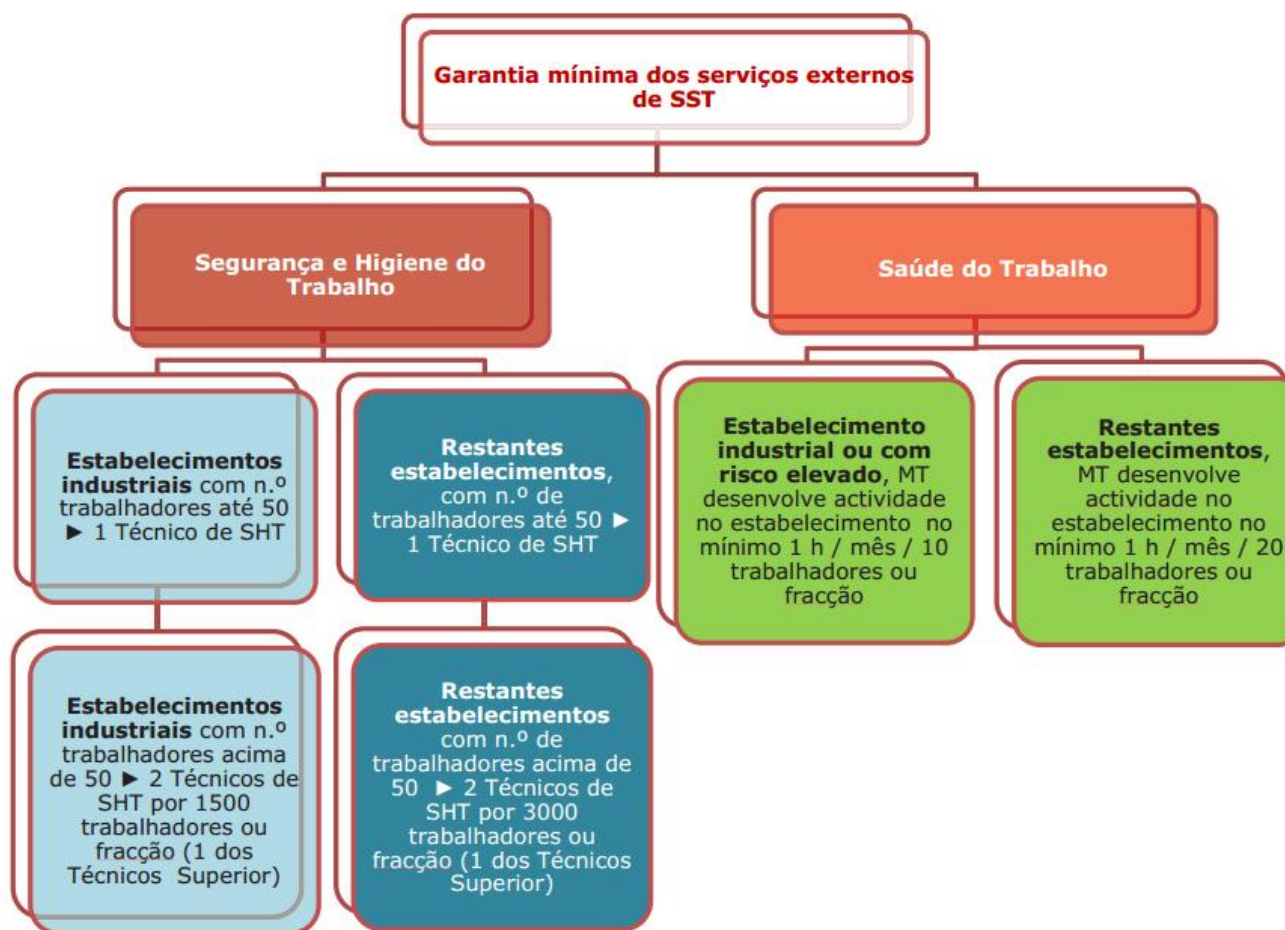 Garantia mínima dos serviços externos
de SST
Segurança e Higiene do
Trabalho
Saúde do Trabalho
Estabelecimentos
industriais com n.º
trabalhadores até 50
► 1 Técnico de SHT
Restantes
estabelecimentos,
com n.º de
trabalhadores até 50 ►
1 Técnico de SHT
Estabelecimento
industrial ou com
risco elevado, MT
desenvolve actividade
no estabelecimento no
mínimo 1 h / mês / 10
trabalhadores ou
fracção
Restantes
estabelecimentos,
MT desenvolve
actividade no
estabelecimento no
mínimo 1 h / mês / 20
trabalhadores ou
fracção
Estabelecimentos
industriais com n.º
trabalhadores acima
de 50 ► 2 Técnicos de
SHT por 1500
trabalhadores ou
fracção (1 dos
Técnicos Superior)
Restantes
estabelecimentos
com n.º de
trabalhadores acima de
50 ► 2 Técnicos de
SHT por 3000
trabalhadores ou
fracção (1 dos Técnicos
Superior)